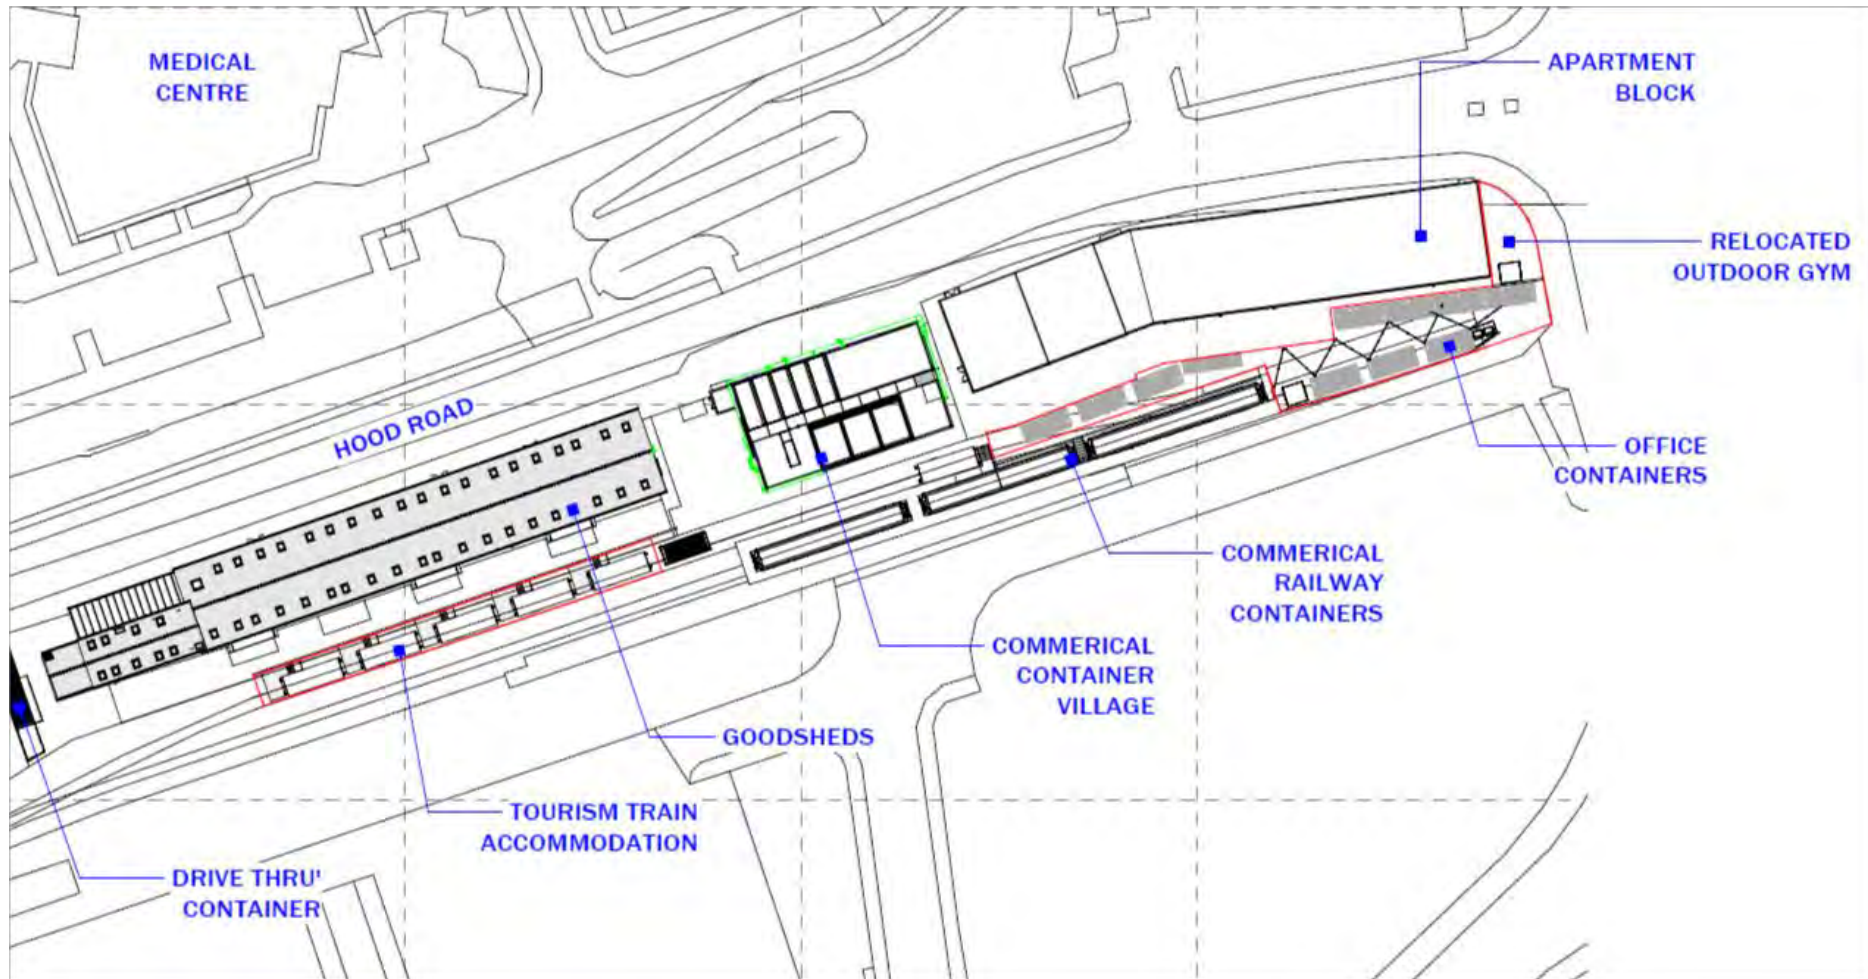 MEDICAL
CENTRE
APARTMENT
BLOCK
RELOCATED
OUTDOOR GYM
HOOD ROAD
OFFICE
CONTAINERS
COMMERICAL
RAILWAY
CONTAINERS
COMMERICAL
CONTAINER
VILLAGE
GOODSHEDS
TOURISM TRAIN
ACCOMMODATION
DRIVE THRU'
CONTAINER